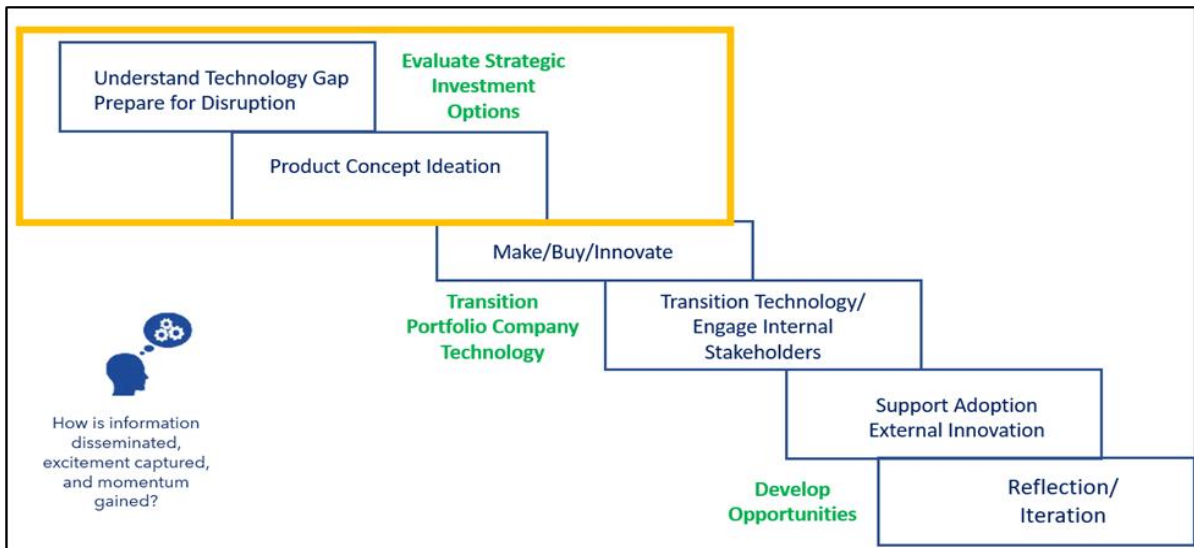 Understand Technology Gap
Prepare for Disruption
Evaluate Strategic
Investment
Options
Product Concept Ideation
Make/Buy/Innovate
Transition
Portfolio Company
Technology
Transition Technology/
Engage Internal
Stakeholders
How is information
disseminated,
excitement captured,
and momentum
gained?
Support Adoption
External Innovation
Develop
Opportunities
Reflection/
Iteration